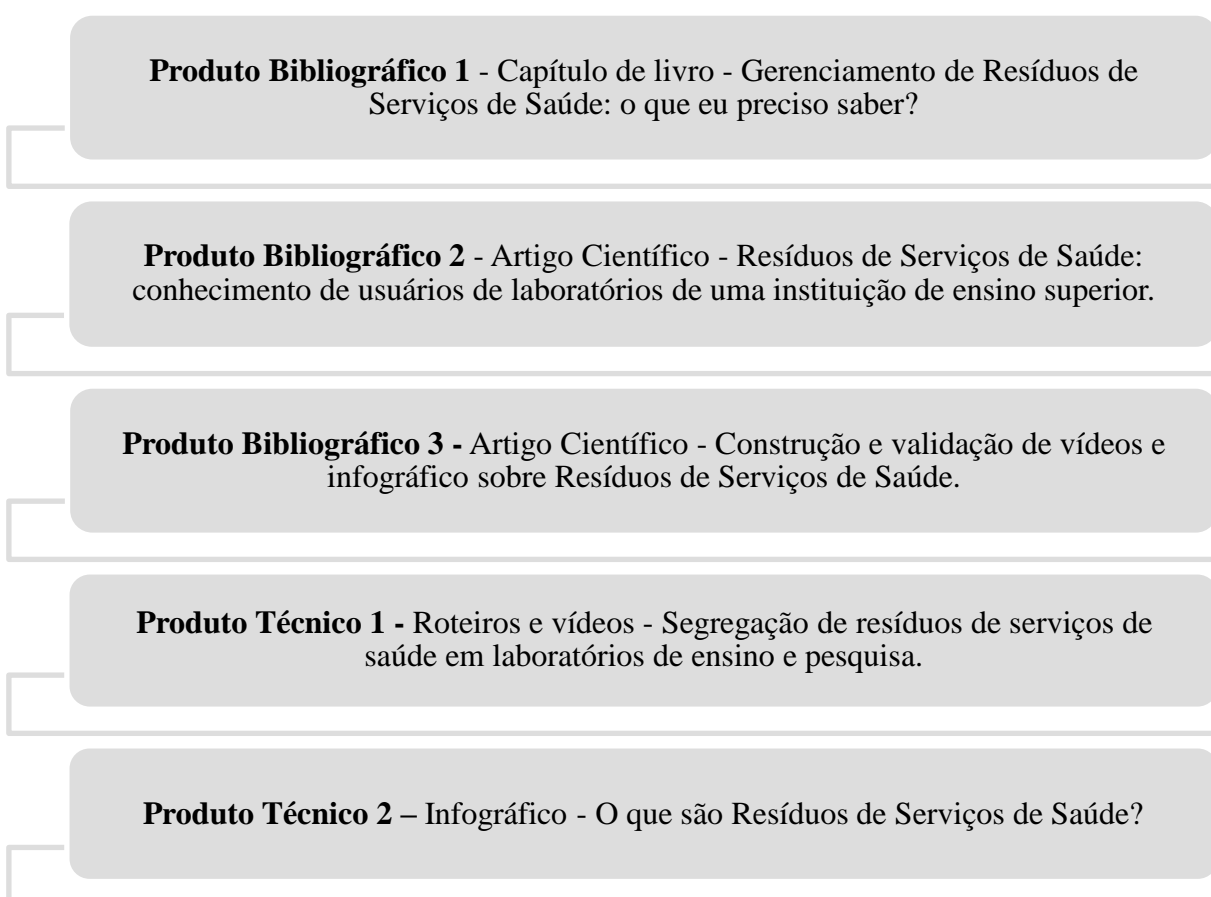 Produto Bibliográfico 1 - Capítulo de livro - Gerenciamento de Resíduos de
Serviços de Saúde: o que eu preciso saber?
Produto Bibliográfico 2 - Artigo Científico - Resíduos de Serviços de Saúde:
conhecimento de usuários de laboratórios de uma instituição de ensino superior.
Produto Bibliográfico 3 - Artigo Científico - Construção e validação de vídeos e
infográfico sobre Resíduos de Serviços de Saúde.
Produto Técnico 1 - Roteiros e vídeos - Segregação de resíduos de serviços de
saúde em laboratórios de ensino e pesquisa.
Produto Técnico 2 – Infográfico - O que são Resíduos de Serviços de Saúde?